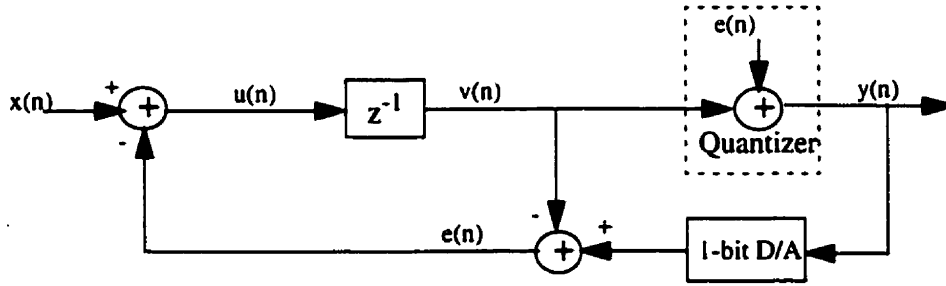 e(n)
x(n)
+
+
u(n)
z-1
v(n)
+
y(n)
-
Quantizer
-
+
e(n)
+
1-bit D/A